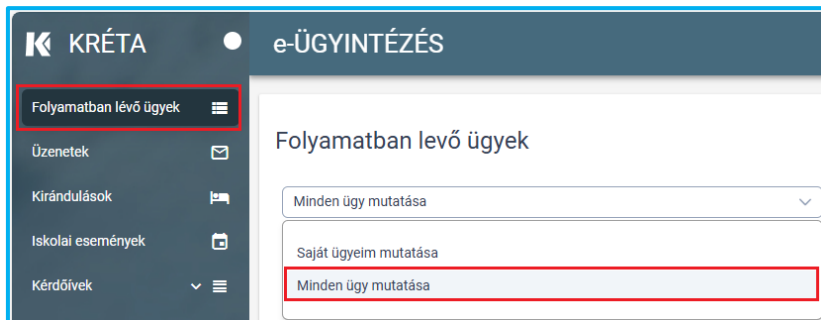 KRÉTA
Folyamatban lévő ügyek
Üzenetek
Kirándulások
Iskolai események
Kérdőívek
e-ÜGYINTÉZÉS
Folyamatban levő ügyek
Minden ügy mutatása
Saját ügyeim mutatása
Minden ügy mutatása